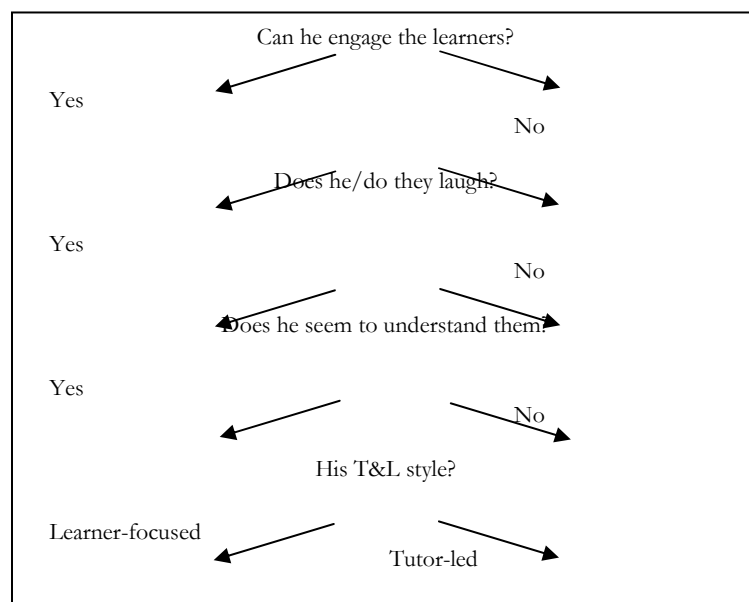 Can he engage the learners?
Yes
No
Does he/do they laugh?
Yes
No
Does he seem to understand them?
Yes
No
His T&L style?
Learner-focused
Tutor-led